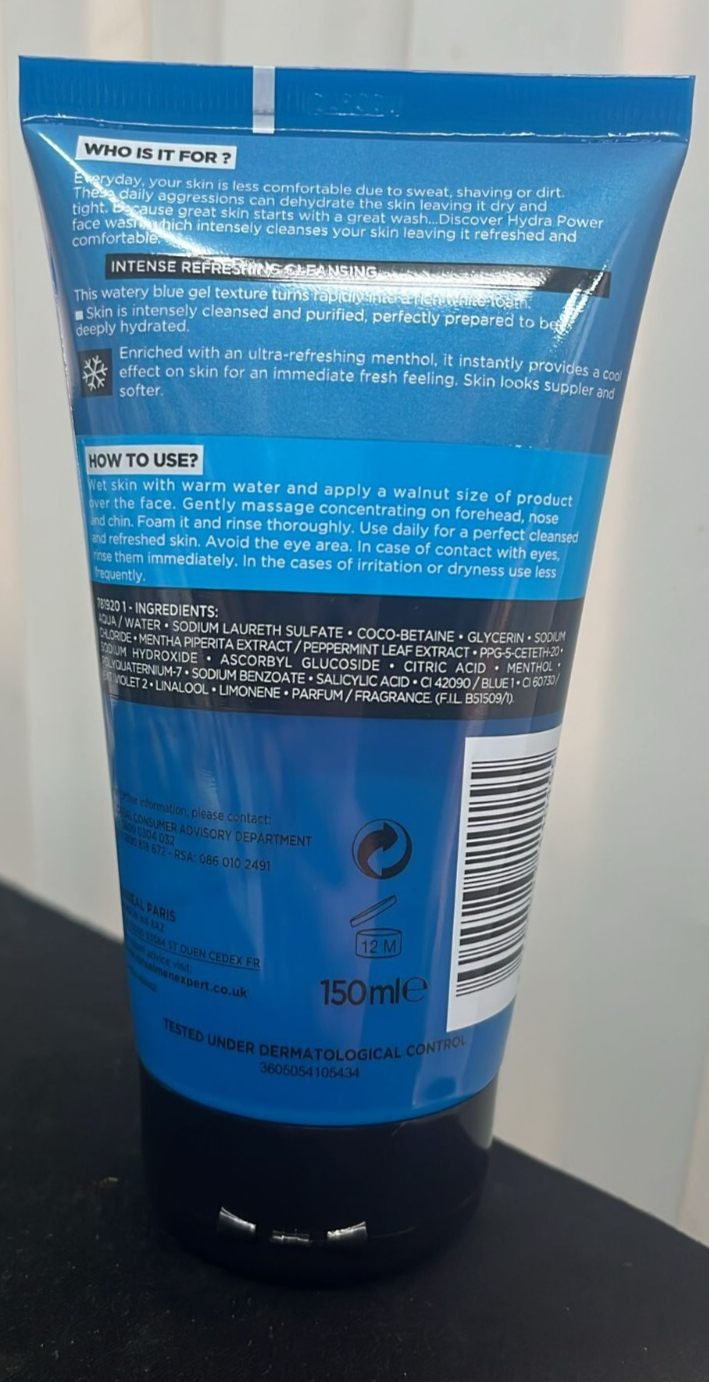 WHO IS IT FOR ?
Everyday, your skin is less comfortable due to sweat, shaving or dirt.
These daily aggressions can dehydrate the skin leaving it dry and
tight. Because great skin starts with a great wash...Discover Hydra Power
face wash which intensely cleanses your skin leaving it refreshed and
comfortable.
INTENSE REFRESHING CLEANSING
This watery blue gel texture turns rapidly into a rich white foam.
■ Skin is intensely cleansed and purified, perfectly prepared to be
deeply hydrated.
Enriched with an ultra-refreshing menthol, it instantly provides a cool
effect on skin for an immediate fresh feeling. Skin looks suppler and
softer.
HOW TO USE?
Wet skin with warm water and apply a walnut size of product
over the face. Gently massage concentrating on forehead, nose
and chin. Foam it and rinse thoroughly. Use daily for a perfect cleansed
and refreshed skin. Avoid the eye area. In case of contact with eyes,
rinse them immediately. In the cases of irritation or dryness use less
frequently.
781920 1 - INGREDIENTS:
AQUA / WATER • SODIUM LAURETH SULFATE • COCO-BETAINE • GLYCERIN • SODIUM
CHLORIDE • MENTHA PIPERITA EXTRACT / PEPPERMINT LEAF EXTRACT • PPG-5-CETETH-20 •
SODIUM HYDROXIDE • ASCORBYL GLUCOSIDE • CITRIC ACID • MENTHOL •
POLYQUATERNIUM-7 • SODIUM BENZOATE • SALICYLIC ACID • CI 42090 / BLUE 1 • CI 60730 /
VIOLET 2 • LINALOOL • LIMONENE • PARFUM / FRAGRANCE. (F.I.L. B51509/1).
information, please contact:
CONSUMER ADVISORY DEPARTMENT
0304 032
818 672 - RSA: 086 010 2491
PARIS
ST OUEN CEDEX FR
advice visit:
12 M
150ml e
TESTED UNDER DERMATOLOGICAL CONTROL
3605054105434